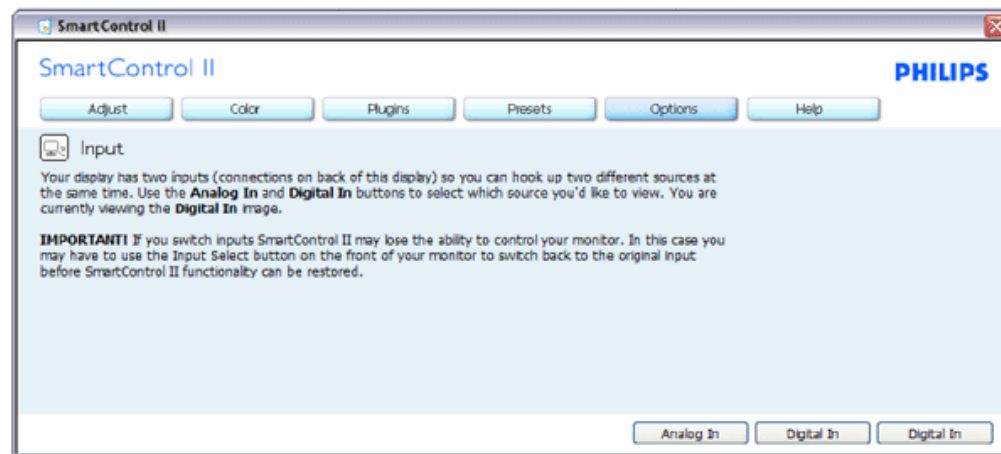 SmartControl II
SmartControl II
PHILIPS
Adjust Color Plugins Presets Options Help
Input
Your display has two inputs (connections on back of this display) so you can hook up two different sources at
the same time. Use the Analog In and Digital In buttons to select which source you'd like to view. You are
currently viewing the Digital In image.
IMPORTANT! If you switch inputs SmartControl II may lose the ability to control your monitor. In this case you
may have to use the Input Select button on the front of your monitor to switch back to the original input
before SmartControl II functionality can be restored.
Analog In Digital In Digital In